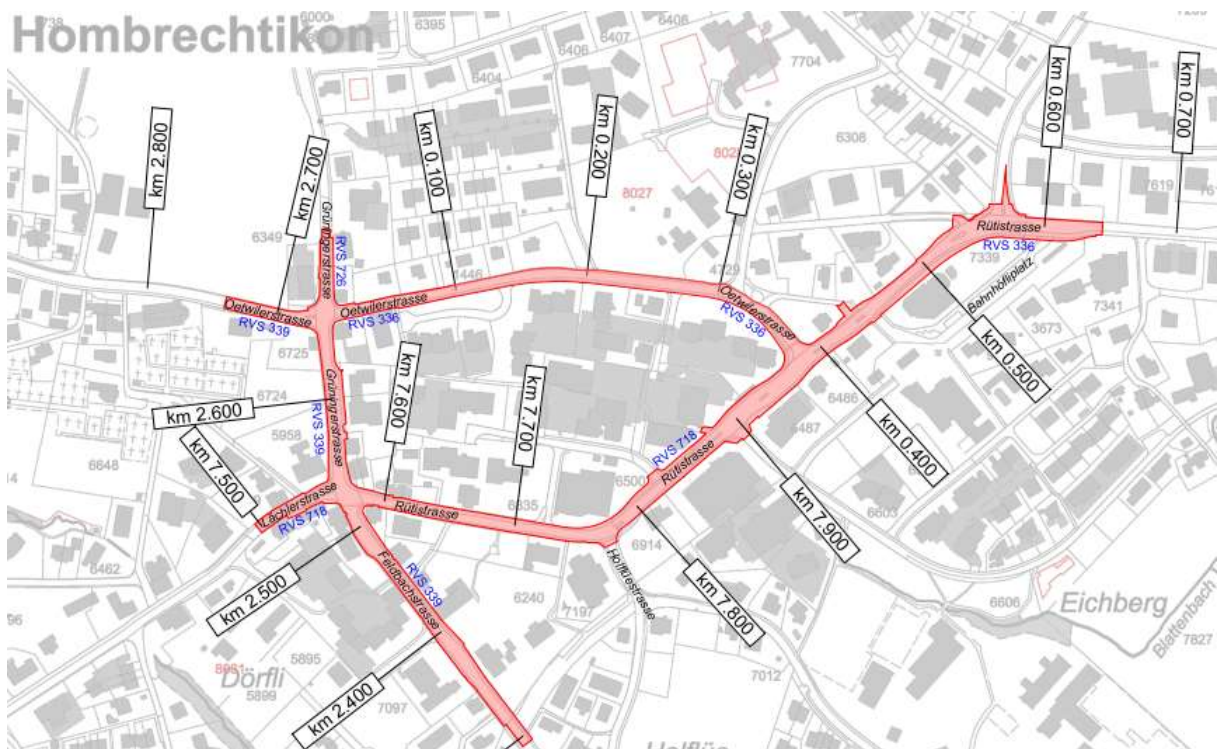 Hombrechtikon
6000
6395
6408
6406
6407
6404
7704
6308
8027
km 2.800
km 2.700
km 0.100
km 0.200
km 0.300
km 0.600
km 0.700
7619
6349
Grüningerstrasse
RVS 726
Oetwilerstrasse
RVS 339
Oetwilerstrasse
RVS 336
4729
Oetwilerstrasse
RVS 336
Rütistrasse
RVS 336
7339
Bahnhöfliplatz
7341
3673
km 0.500
6725
6724
km 2.600
Grüningerstrasse
RVS 339
km 7.600
km 7.700
km 7.500
5958
6648
6486
6487
km 0.400
RVS 718
Rütistrasse
6500
6603
km 7.900
Lächlerstrasse
RVS 718
Rütistrasse
6835
6914
Holflüestrasse
km 7.800
6462
km 2.500
Feldbachstrasse
RVS 339
6240
7197
6606
Eichberg
Blattenbach
7827
Dörfli
5895
5899
7097
7012
km 2.400